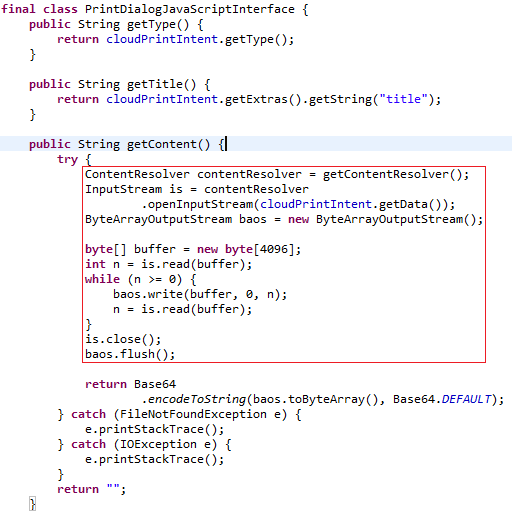 final class PrintDialogJavaScriptInterface {
    public String getType() {
        return cloudPrintIntent.getType();
    }

    public String getTitle() {
        return cloudPrintIntent.getExtras().getString("title");
    }

    public String getContent() {
        try {
            ContentResolver contentResolver = getContentResolver();
            InputStream is = contentResolver
                    .openInputStream(cloudPrintIntent.getData());
            ByteArrayOutputStream baos = new ByteArrayOutputStream();

            byte[] buffer = new byte[4096];
            int n = is.read(buffer);
            while (n >= 0) {
                baos.write(buffer, 0, n);
                n = is.read(buffer);
            }
            is.close();
            baos.flush();

            return Base64
                    .encodeToString(baos.toByteArray(), Base64.DEFAULT);
        } catch (FileNotFoundException e) {
            e.printStackTrace();
        } catch (IOException e) {
            e.printStackTrace();
        }
        return "";
    }